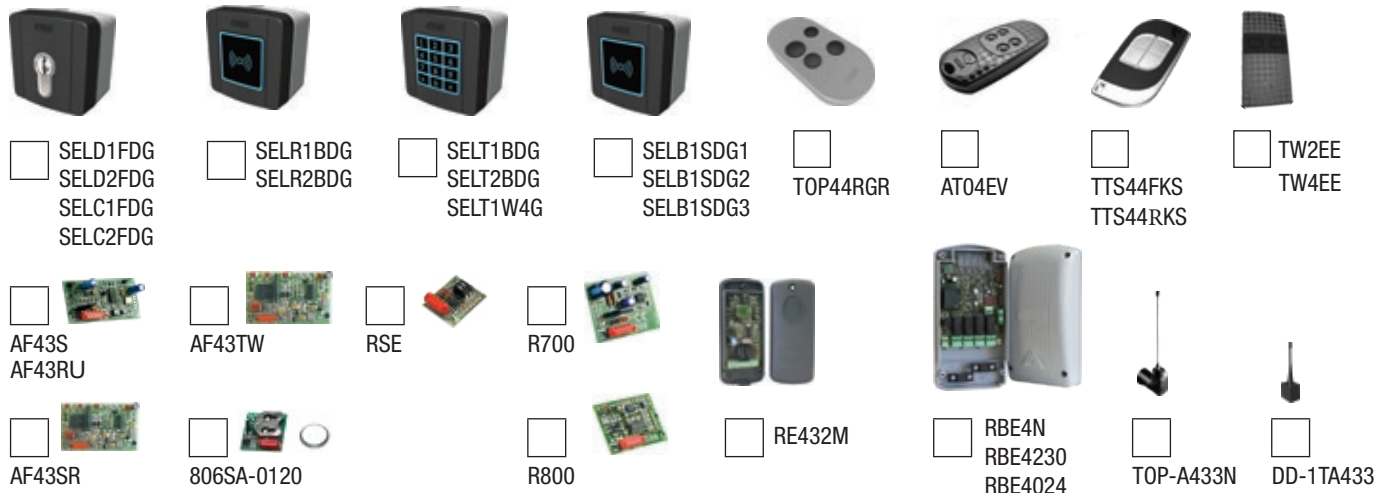 SELD1FDG
SELD2FDG
SELC1FDG
SELC2FDG
SELR1BDG
SELR2BDG
SELT1BDG
SELT2BDG
SELT1W4G
SELB1SDG1
SELB1SDG2
SELB1SDG3
TOP44RGR
AT04EV
TTS44FKS
TTS44RKS
TW2EE
TW4EE
AF43S
AF43RU
AF43TW
RSE
R700
AF43SR
806SA-0120
R800
RE432M
RBE4N
RBE4230
RBE4024
TOP-A433N
DD-1TA433